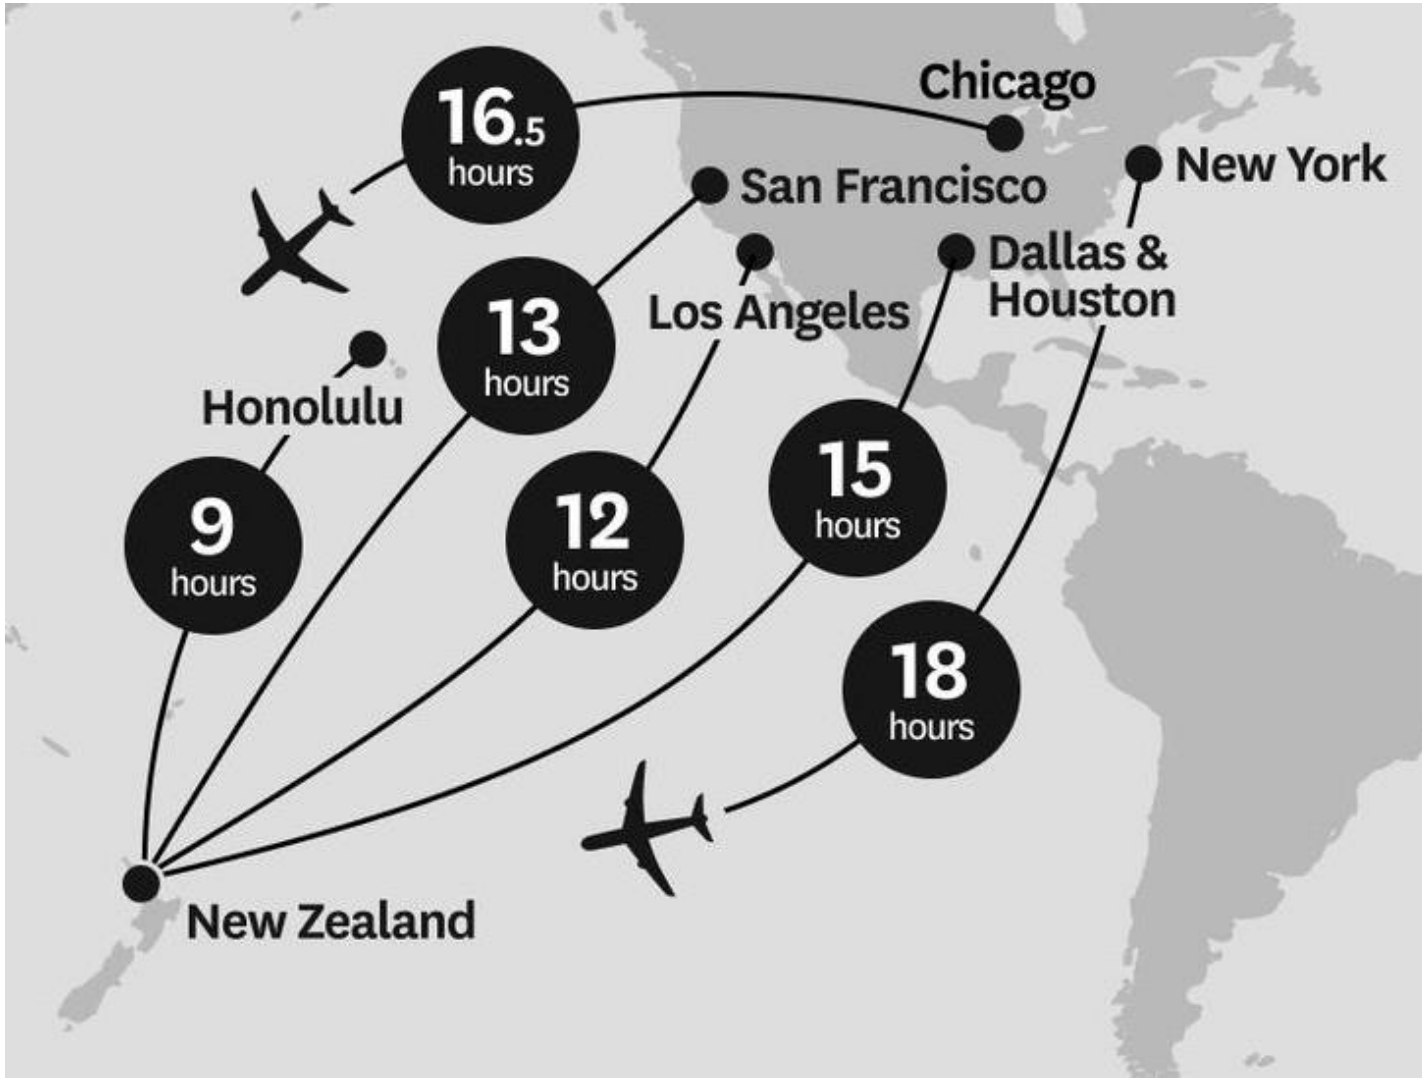 Chicago
16.5
hours
New York
San Francisco
Dallas &
Houston
13
hours
Los Angeles
Honolulu
15
hours
9
hours
12
hours
18
hours
New Zealand